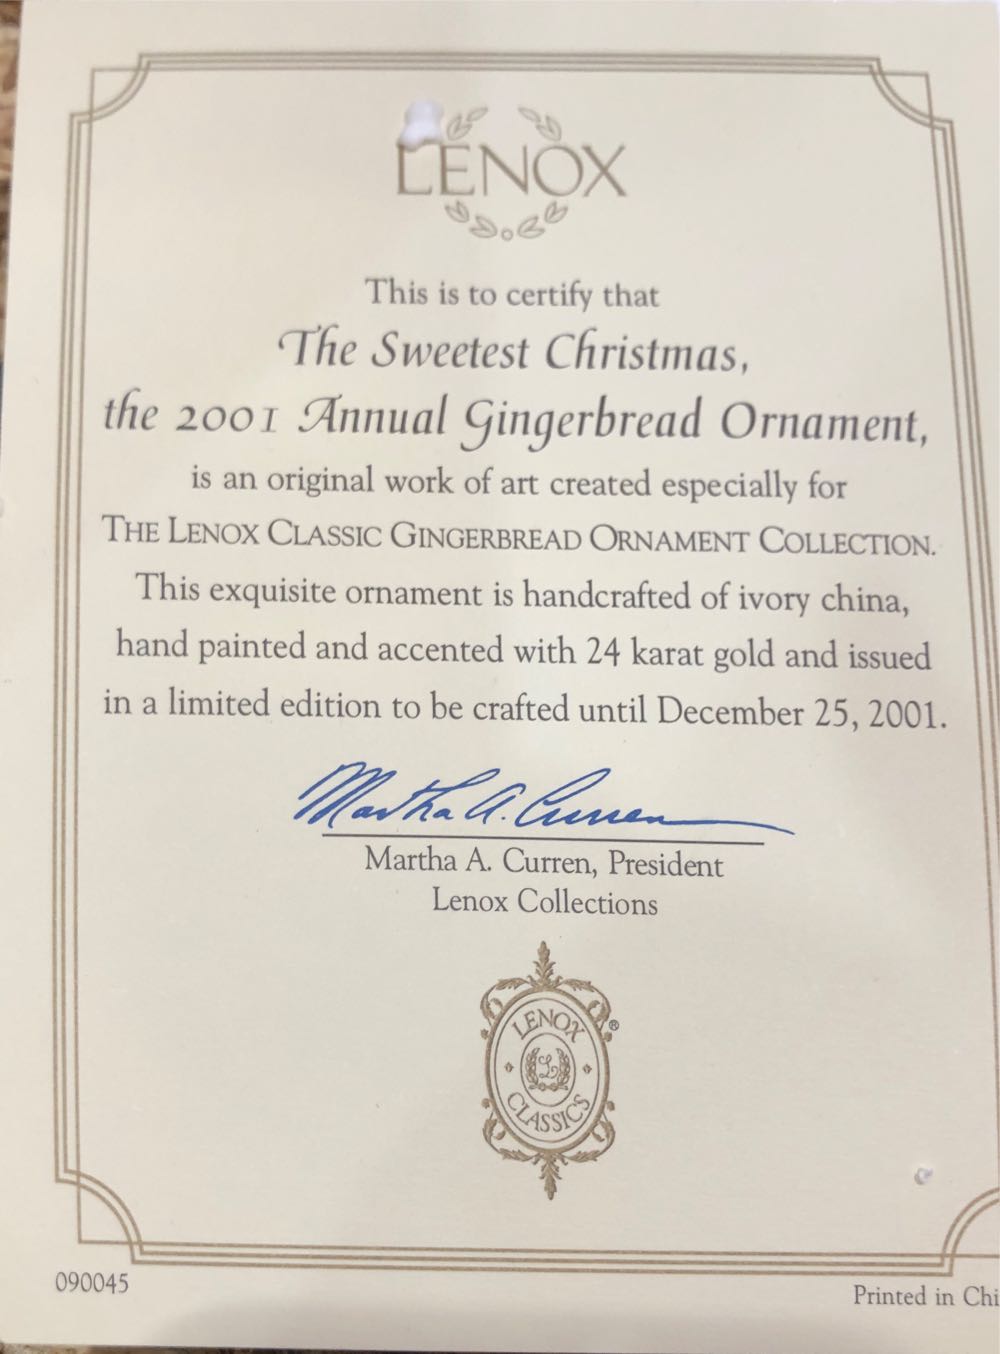 LENOX
This is to certify that
The Sweetest Christmas,
the 2001 Annual Gingerbread Ornament,
is an original work of art created especially for
THE LENOX CLASSIC GINGERBREAD ORNAMENT COLLECTION.
This exquisite ornament is handcrafted of ivory china,
hand painted and accented with 24 karat gold and issued
in a limited edition to be crafted until December 25, 2001.
Martha A. Curren
Martha A. Curren, President
Lenox Collections
LENOX ®
L
CLASSICS
090045
Printed in Chi